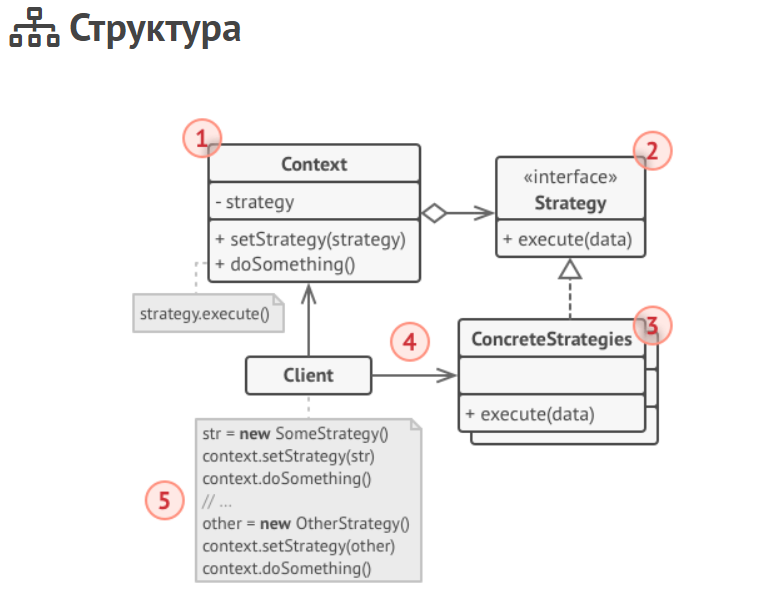 Структура
1
Context
- strategy
+ setStrategy(strategy)
+ doSomething()
strategy.execute()
2
«interface»
Strategy
+ execute(data)
3
ConcreteStrategies
+ execute(data)
4
Client
5
str = new SomeStrategy()
context.setStrategy(str)
context.doSomething()
// ...
other = new OtherStrategy()
context.setStrategy(other)
context.doSomething()